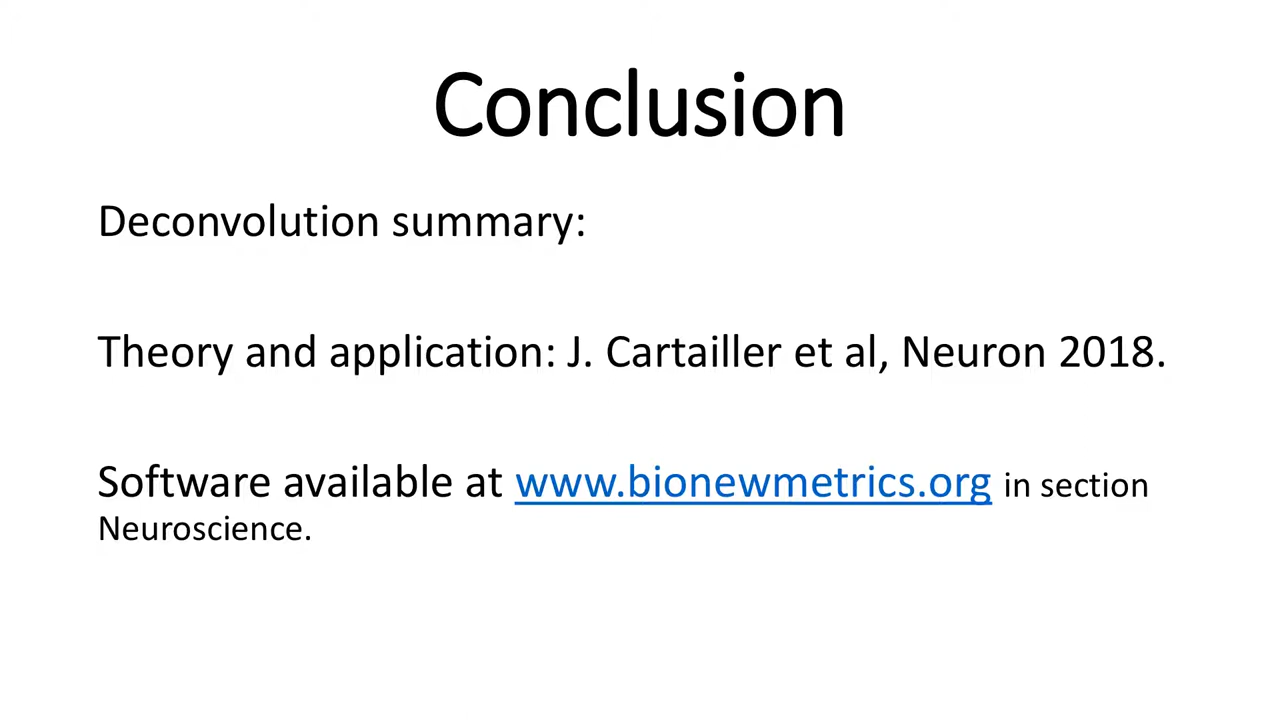 Conclusion
Deconvolution summary:
Theory and application: J. Cartailler et al, Neuron 2018.
Software available at www.bionewmetrics.org in section
Neuroscience.